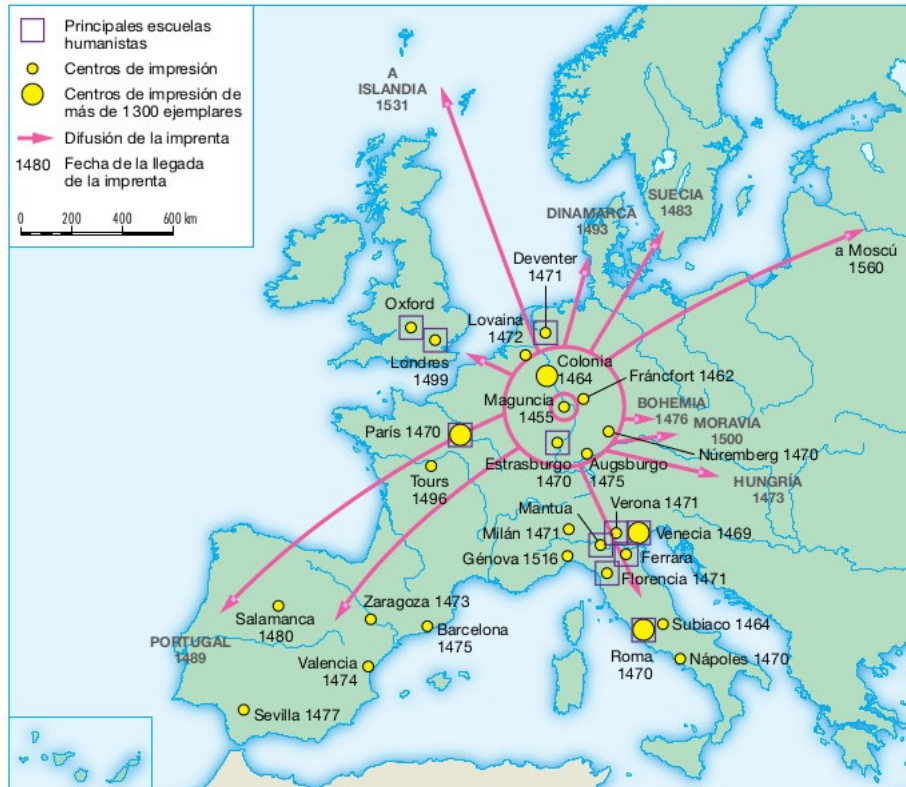 Principales escuelas
humanistas
Centros de impresión
Centros de impresión de
más de 1 300 ejemplares
Difusión de la imprenta
1480 Fecha de la llegada
de la imprenta
0 200 400 600 km
A
ISLANDIA
1531
SUECIA
1483
DINAMARCA
1493
a Moscú
1560
Deventer
1471
Oxford
Lovaina
1472
Londres
1499
Colonia
1464
Fráncfort 1462
Maguncia
1455
BOHEMIA
1476
MORAVIA
1500
París 1470
Núremberg 1470
Estrasburgo
1470
Augsburgo
1475
HUNGRÍA
1473
Tours
1496
Mantua
Verona 1471
Milán 1471
Venecia 1469
Génova 1516
Ferrara
Florencia 1471
Salamanca
1480
Zaragoza 1473
Barcelona
1475
Subiaco 1464
PORTUGAL
1489
Valencia
1474
Roma
1470
Nápoles 1470
Sevilla 1477